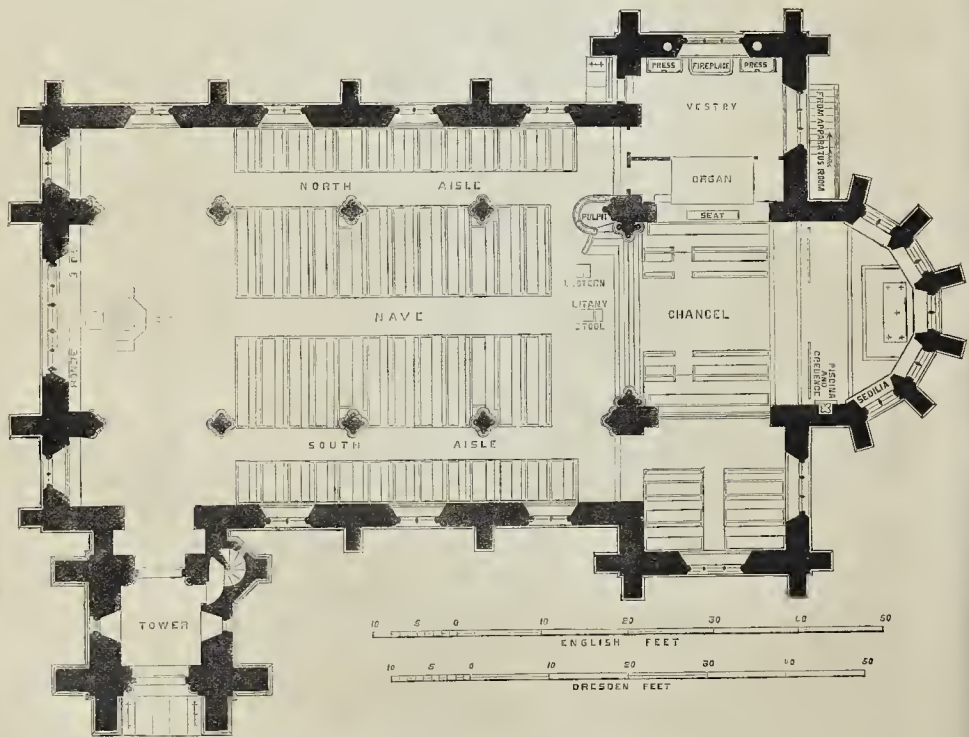 PRESS FIREPLACE PRESS
VESTRY
FROM APPARATUS ROOM
NORTH AISLE
ORGAN
SEAT
PULPIT
LITANY
STOOL
NAVE
CHANCEL
PISCINA
AND
CREDENCE
SEDILIA
SOUTH AISLE
TOWER
10 5 0 10 20 30 40 50
ENGLISH FEET
10 5 0 10 20 30 40 50
DRESDEN FEET